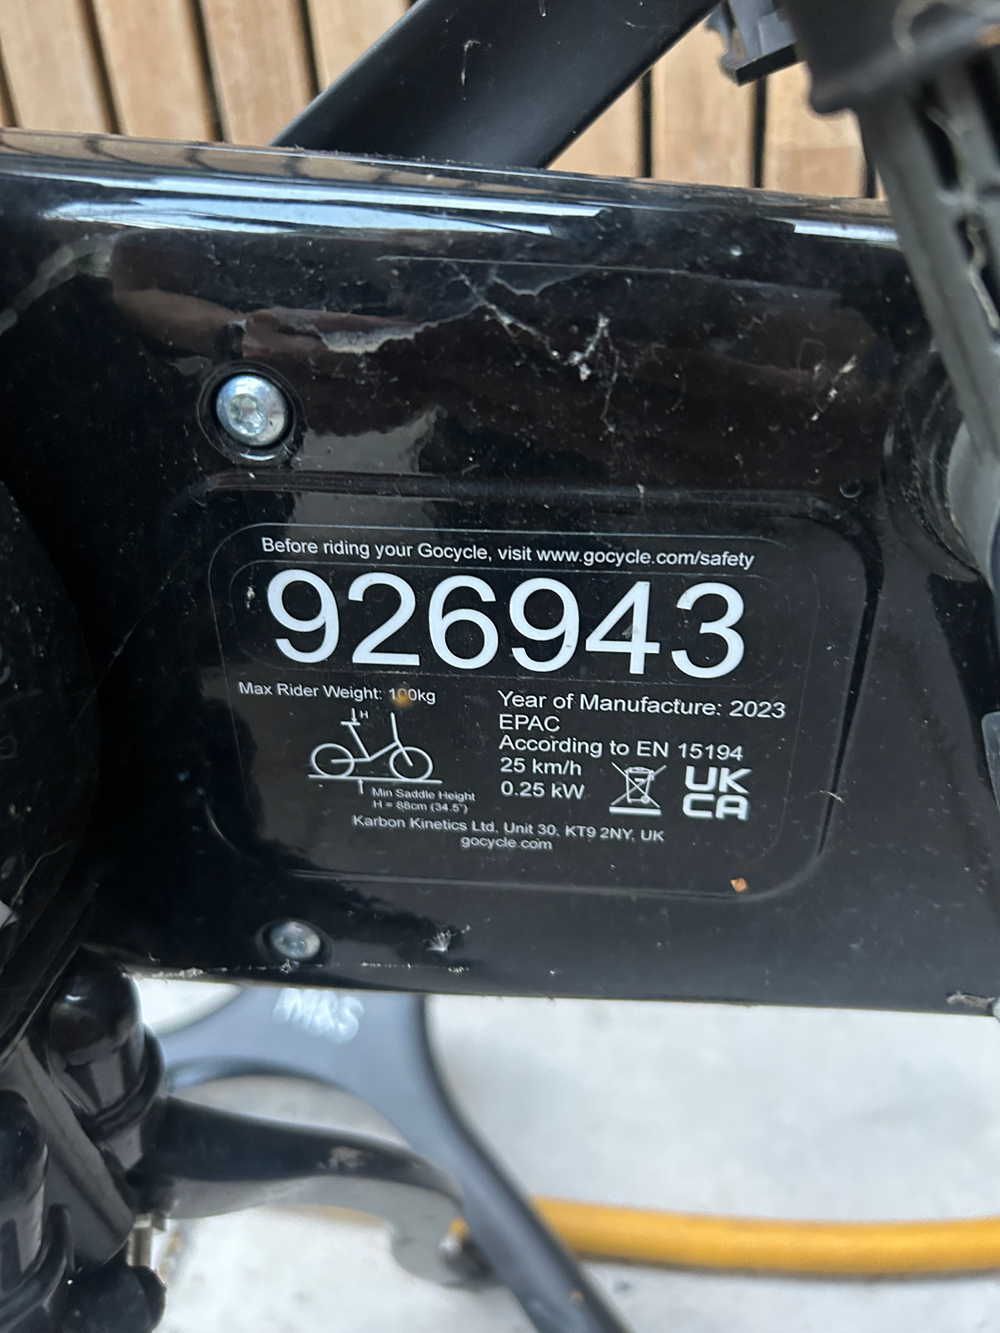 Before riding your Gocycle, visit www.gocycle.com/safety
926943
Max Rider Weight: 100kg
H
Min Saddle Height
H = 88cm (34.5")
Year of Manufacture: 2023
EPAC
According to EN 15194
25 km/h
0.25 kW
UK
CA
Karbon Kinetics Ltd, Unit 30, KT9 2NY, UK
gocycle.com